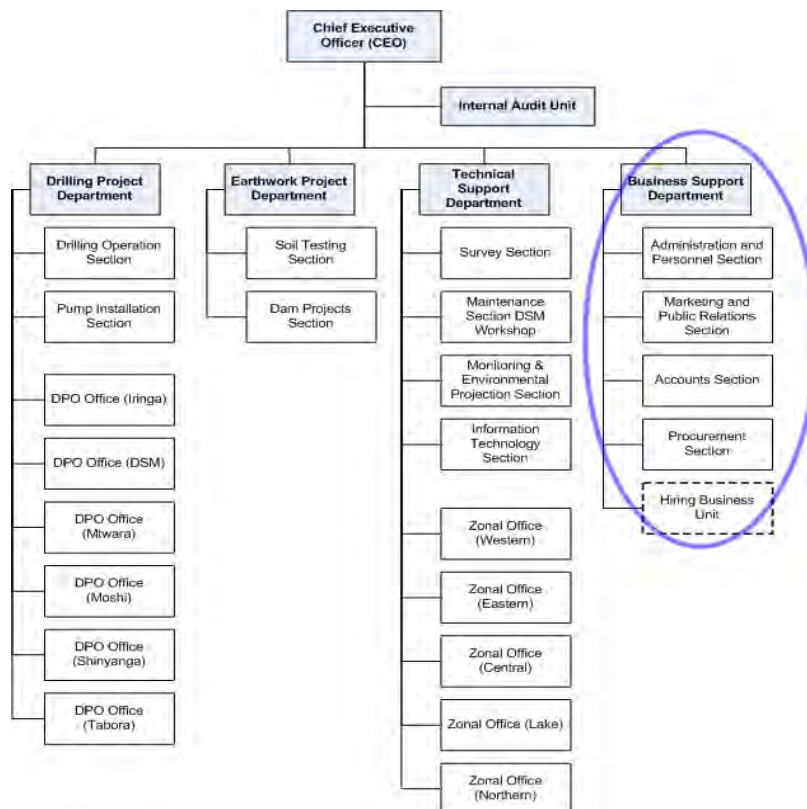 Chief Executive
Officer (CEO)
Internal Audit Unit
Drilling Project
Department
Drilling Operation
Section
Pump Installation
Section
DPO Office (Iringa)
DPO Office (DSM)
DPO Office
(Mtwara)
DPO Office
(Moshi)
DPO Office
(Shinyanga)
DPO Office
(Tabora)
Earthwork Project
Department
Soil Testing
Section
Dam Projects
Section
Technical
Support
Department
Survey Section
Maintenance
Section DSM
Workshop
Monitoring &
Environmental
Projection Section
Information
Technology
Section
Zonal Office
(Western)
Zonal Office
(Eastern)
Zonal Office
(Central)
Zonal Office (Lake)
Zonal Office
(Northern)
Business Support
Department
Administration and
Personnel Section
Marketing and
Public Relations
Section
Accounts Section
Procurement
Section
Hiring Business
Unit